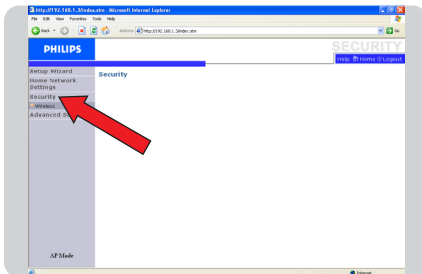 http://192.168.1.3/index.stm - Microsoft Internet Explorer
File Edit View Favorites Tools Help
Back
Address http://192.168.1.3/index.stm
Go
PHILIPS
SECURITY
Help Home Logout
Setup Wizard
Security
Home Network
Settings
Security
Wireless
Advanced
AP Mode
Internet